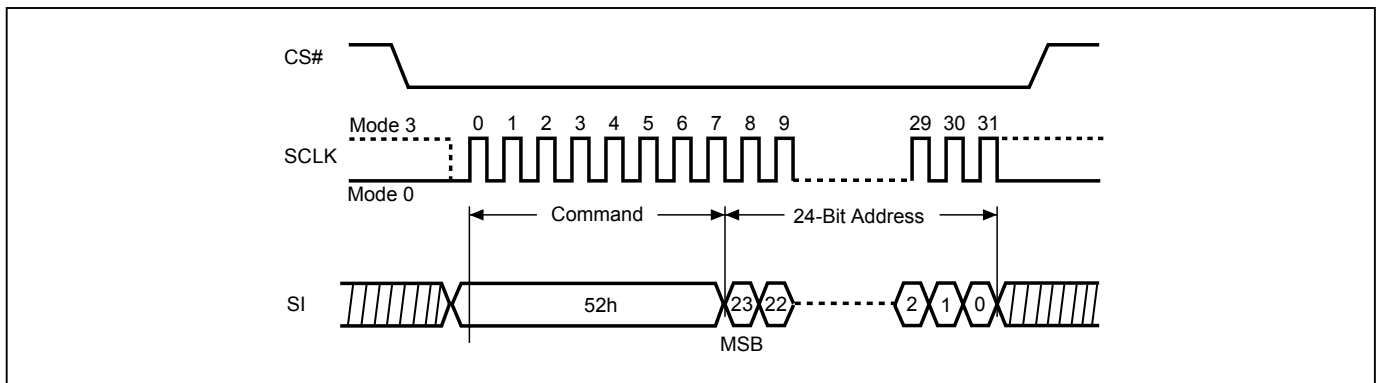 CS#
Mode 3
0 1 2 3 4 5 6 7 8 9 29 30 31
SCLK
Mode 0
Command 24-Bit Address
SI 52h 23 22 2 1 0
MSB